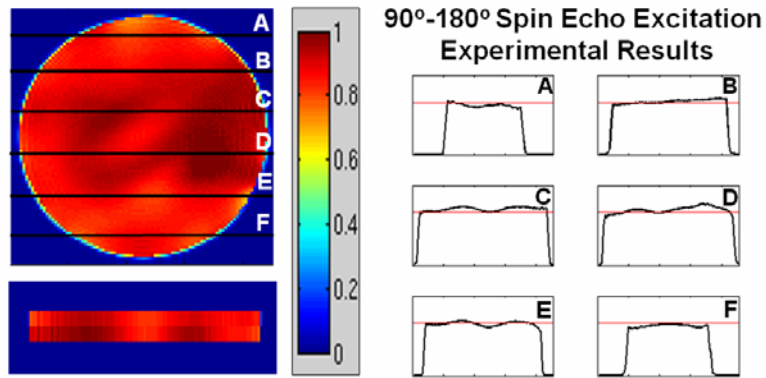 90º-180º Spin Echo Excitation
Experimental Results
A
B
C
D
E
F
1
0.8
0.6
0.4
0.2
0
A
B
C
D
E
F